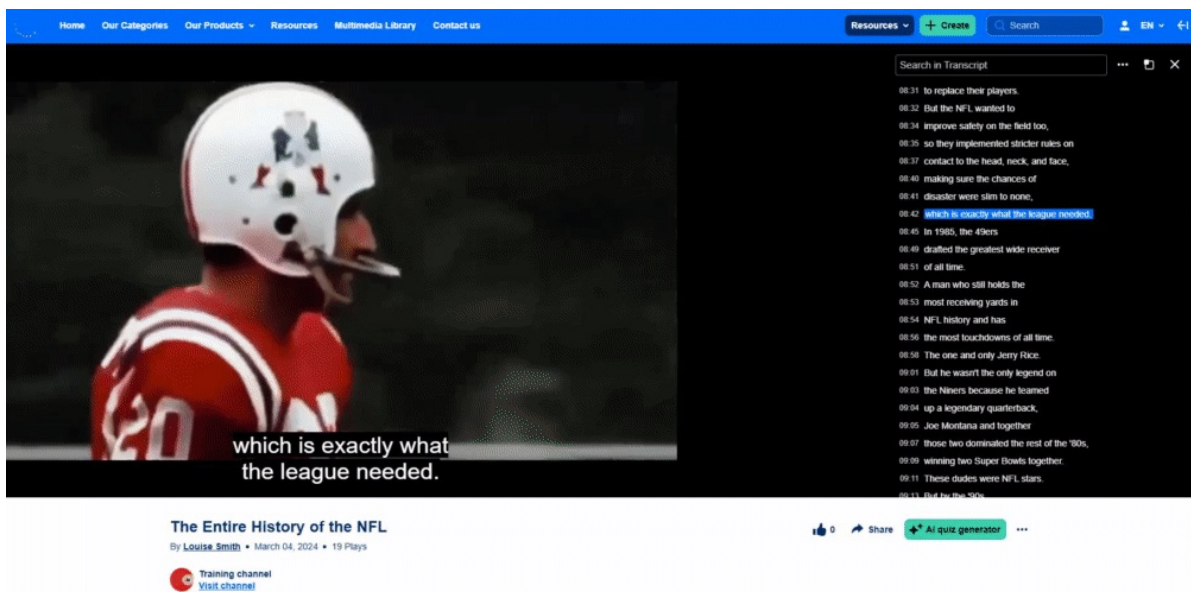 Home Our Categories Our Products Resources Multimedia Library Contact us Resources + Create Search EN
Search in Transcript
08:31 to replace their players.
08:32 But the NFL wanted to
08:34 improve safety on the field too,
08:35 so they implemented stricter rules on
08:37 contact to the head, neck, and face,
08:40 making sure the chances of
08:41 disaster were slim to none,
08:42 which is exactly what the league needed.
08:45 In 1985, the 49ers
08:49 drafted the greatest wide receiver
08:51 of all time.
08:52 A man who still holds the
08:53 most receiving yards in
08:54 NFL history and has
08:56 the most touchdowns of all time.
08:58 The one and only Jerry Rice.
09:01 But he wasn't the only legend on
09:03 the Niners because he teamed
09:04 up a legendary quarterback,
09:05 Joe Montana and together
09:07 those two dominated the rest of the '80s,
09:09 winning two Super Bowls together.
09:11 These dudes were NFL stars.
09:13 But by the '90s
20
which is exactly what
the league needed.
The Entire History of the NFL
By Louise Smith • March 04, 2024 • 19 Plays
0 Share AI quiz generator
Training channel
Visit channel